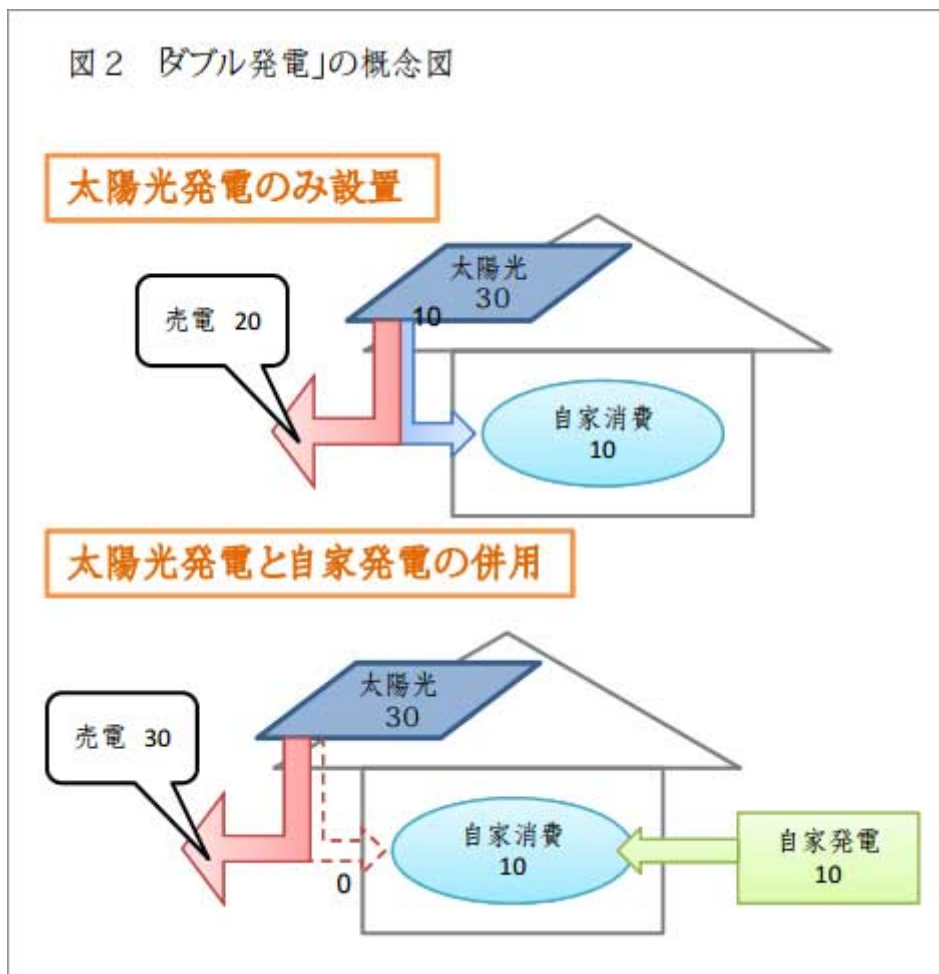 図2 「ダブル発電」の概念図
太陽光発電のみ設置
太陽光
30
売電 20
10
自家消費
10
太陽光発電と自家発電の併用
太陽光
30
売電 30
自家消費
10
自家発電
10
0